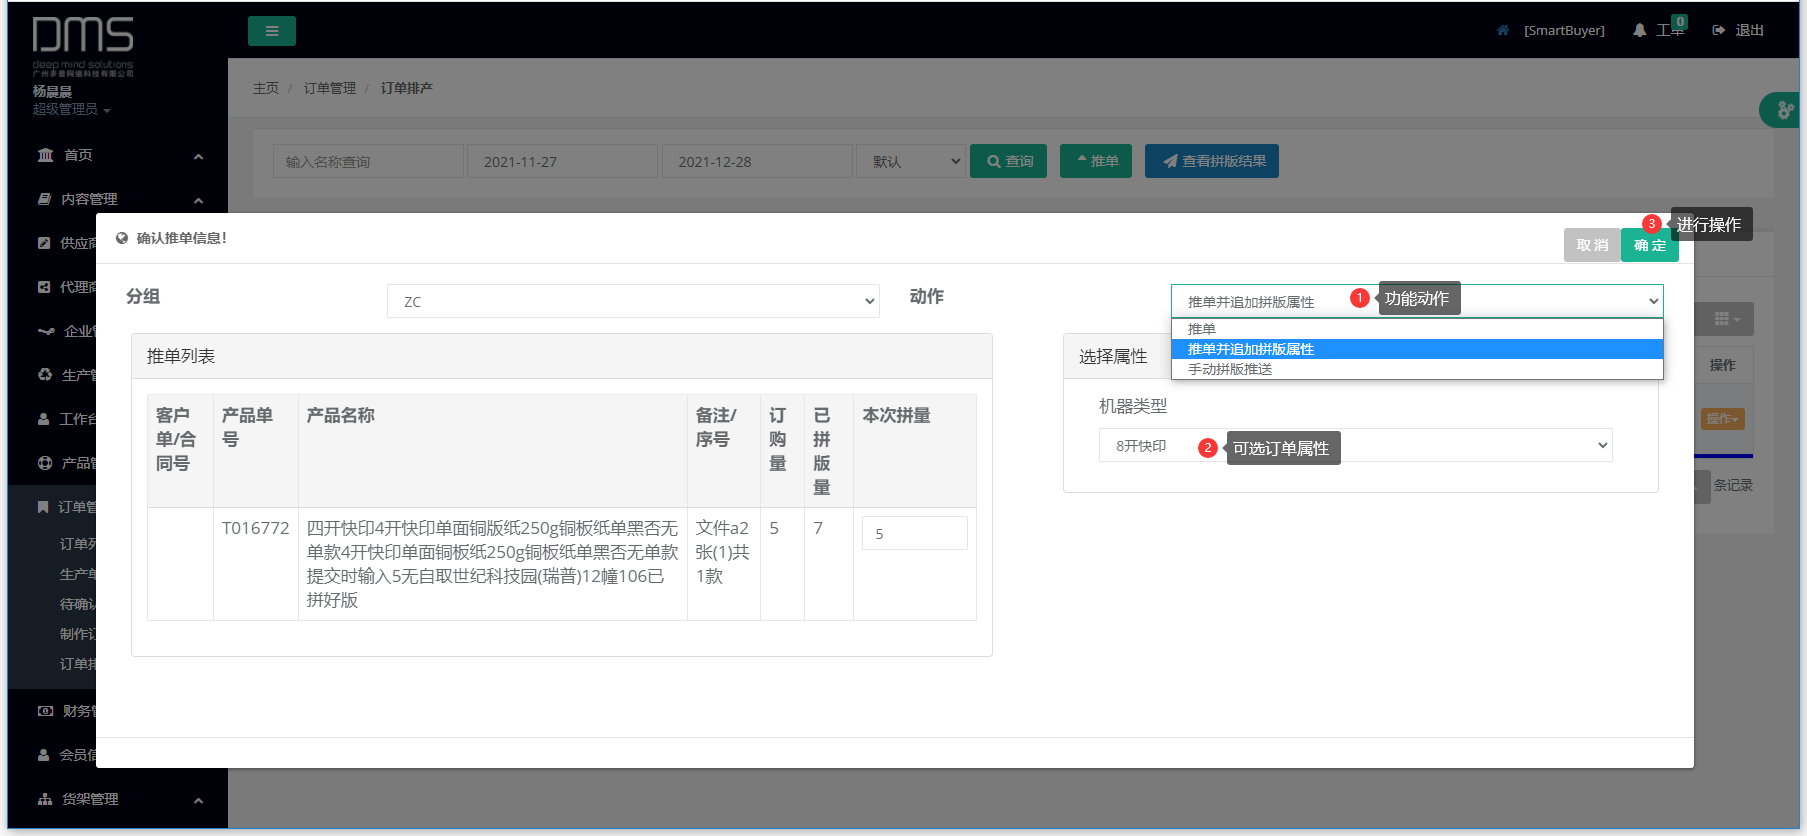 DMS
deep mind solutions
广州多普网络科技有限公司
杨晨晨
超级管理员
[SmartBuyer]
工单
0
退出
主页 / 订单管理 / 订单排产
输入名称查询
2021-11-27
2021-12-28
默认
查询
推单
查看拼版结果
首页
内容管理
供应商
代理商
企业
生产
工作台
产品
订单管
订单列
生产单
待确认
制作订
订单排
财务
会员信
货架管理
确认推单信息!
取 消
确 定
3
进行操作
分组
ZC
动作
推单并追加拼版属性
1
功能动作
推单
推单并追加拼版属性
手动拼版推送
推单列表
客户单/合同号
产品单号
产品名称
备注/序号
订购量
已拼版量
本次拼量
T016772
四开快印4开快印单面铜版纸250g铜板纸单黑否无
单款4开快印单面铜板纸250g铜板纸单黑否无单款
提交时输入5无自取世纪科技园(瑞普)12幢106已
拼好版
文件a2
张(1)共
1款
5
7
5
选择属性
机器类型
8开快印
2
可选订单属性
操作
操作
条记录